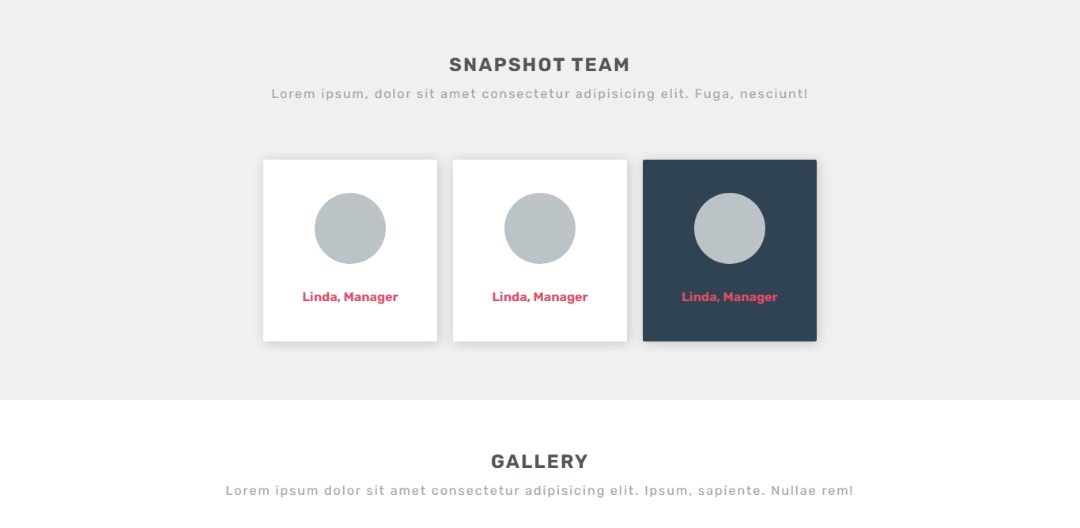 SNAPSHOT TEAM
Lorem ipsum, dolor sit amet consectetur adipisicing elit. Fuga, nesciunt!
Linda, Manager
Linda, Manager
Linda, Manager
GALLERY
Lorem ipsum dolor sit amet consectetur adipisicing elit. Ipsum, sapiente. Nullae rem!